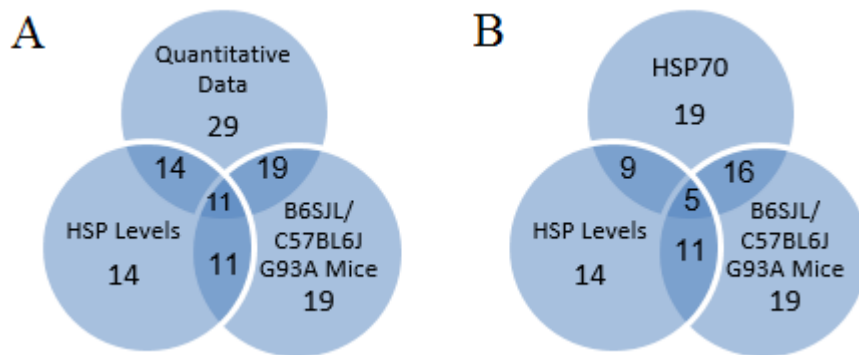 A
Quantitative
Data
29
14
19
11
HSP Levels
14
11
B6SJL/
C57BL6J
G93A Mice
19
B
HSP70
19
9
16
5
HSP Levels
14
11
B6SJL/
C57BL6J
G93A Mice
19